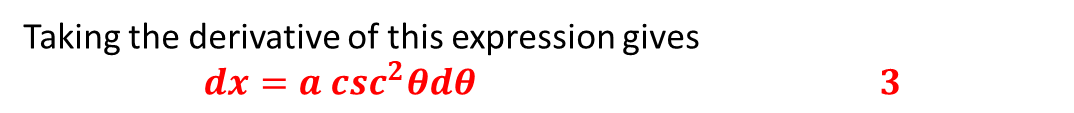 Taking the derivative of this expression gives
dx = a csc²θdθ 3